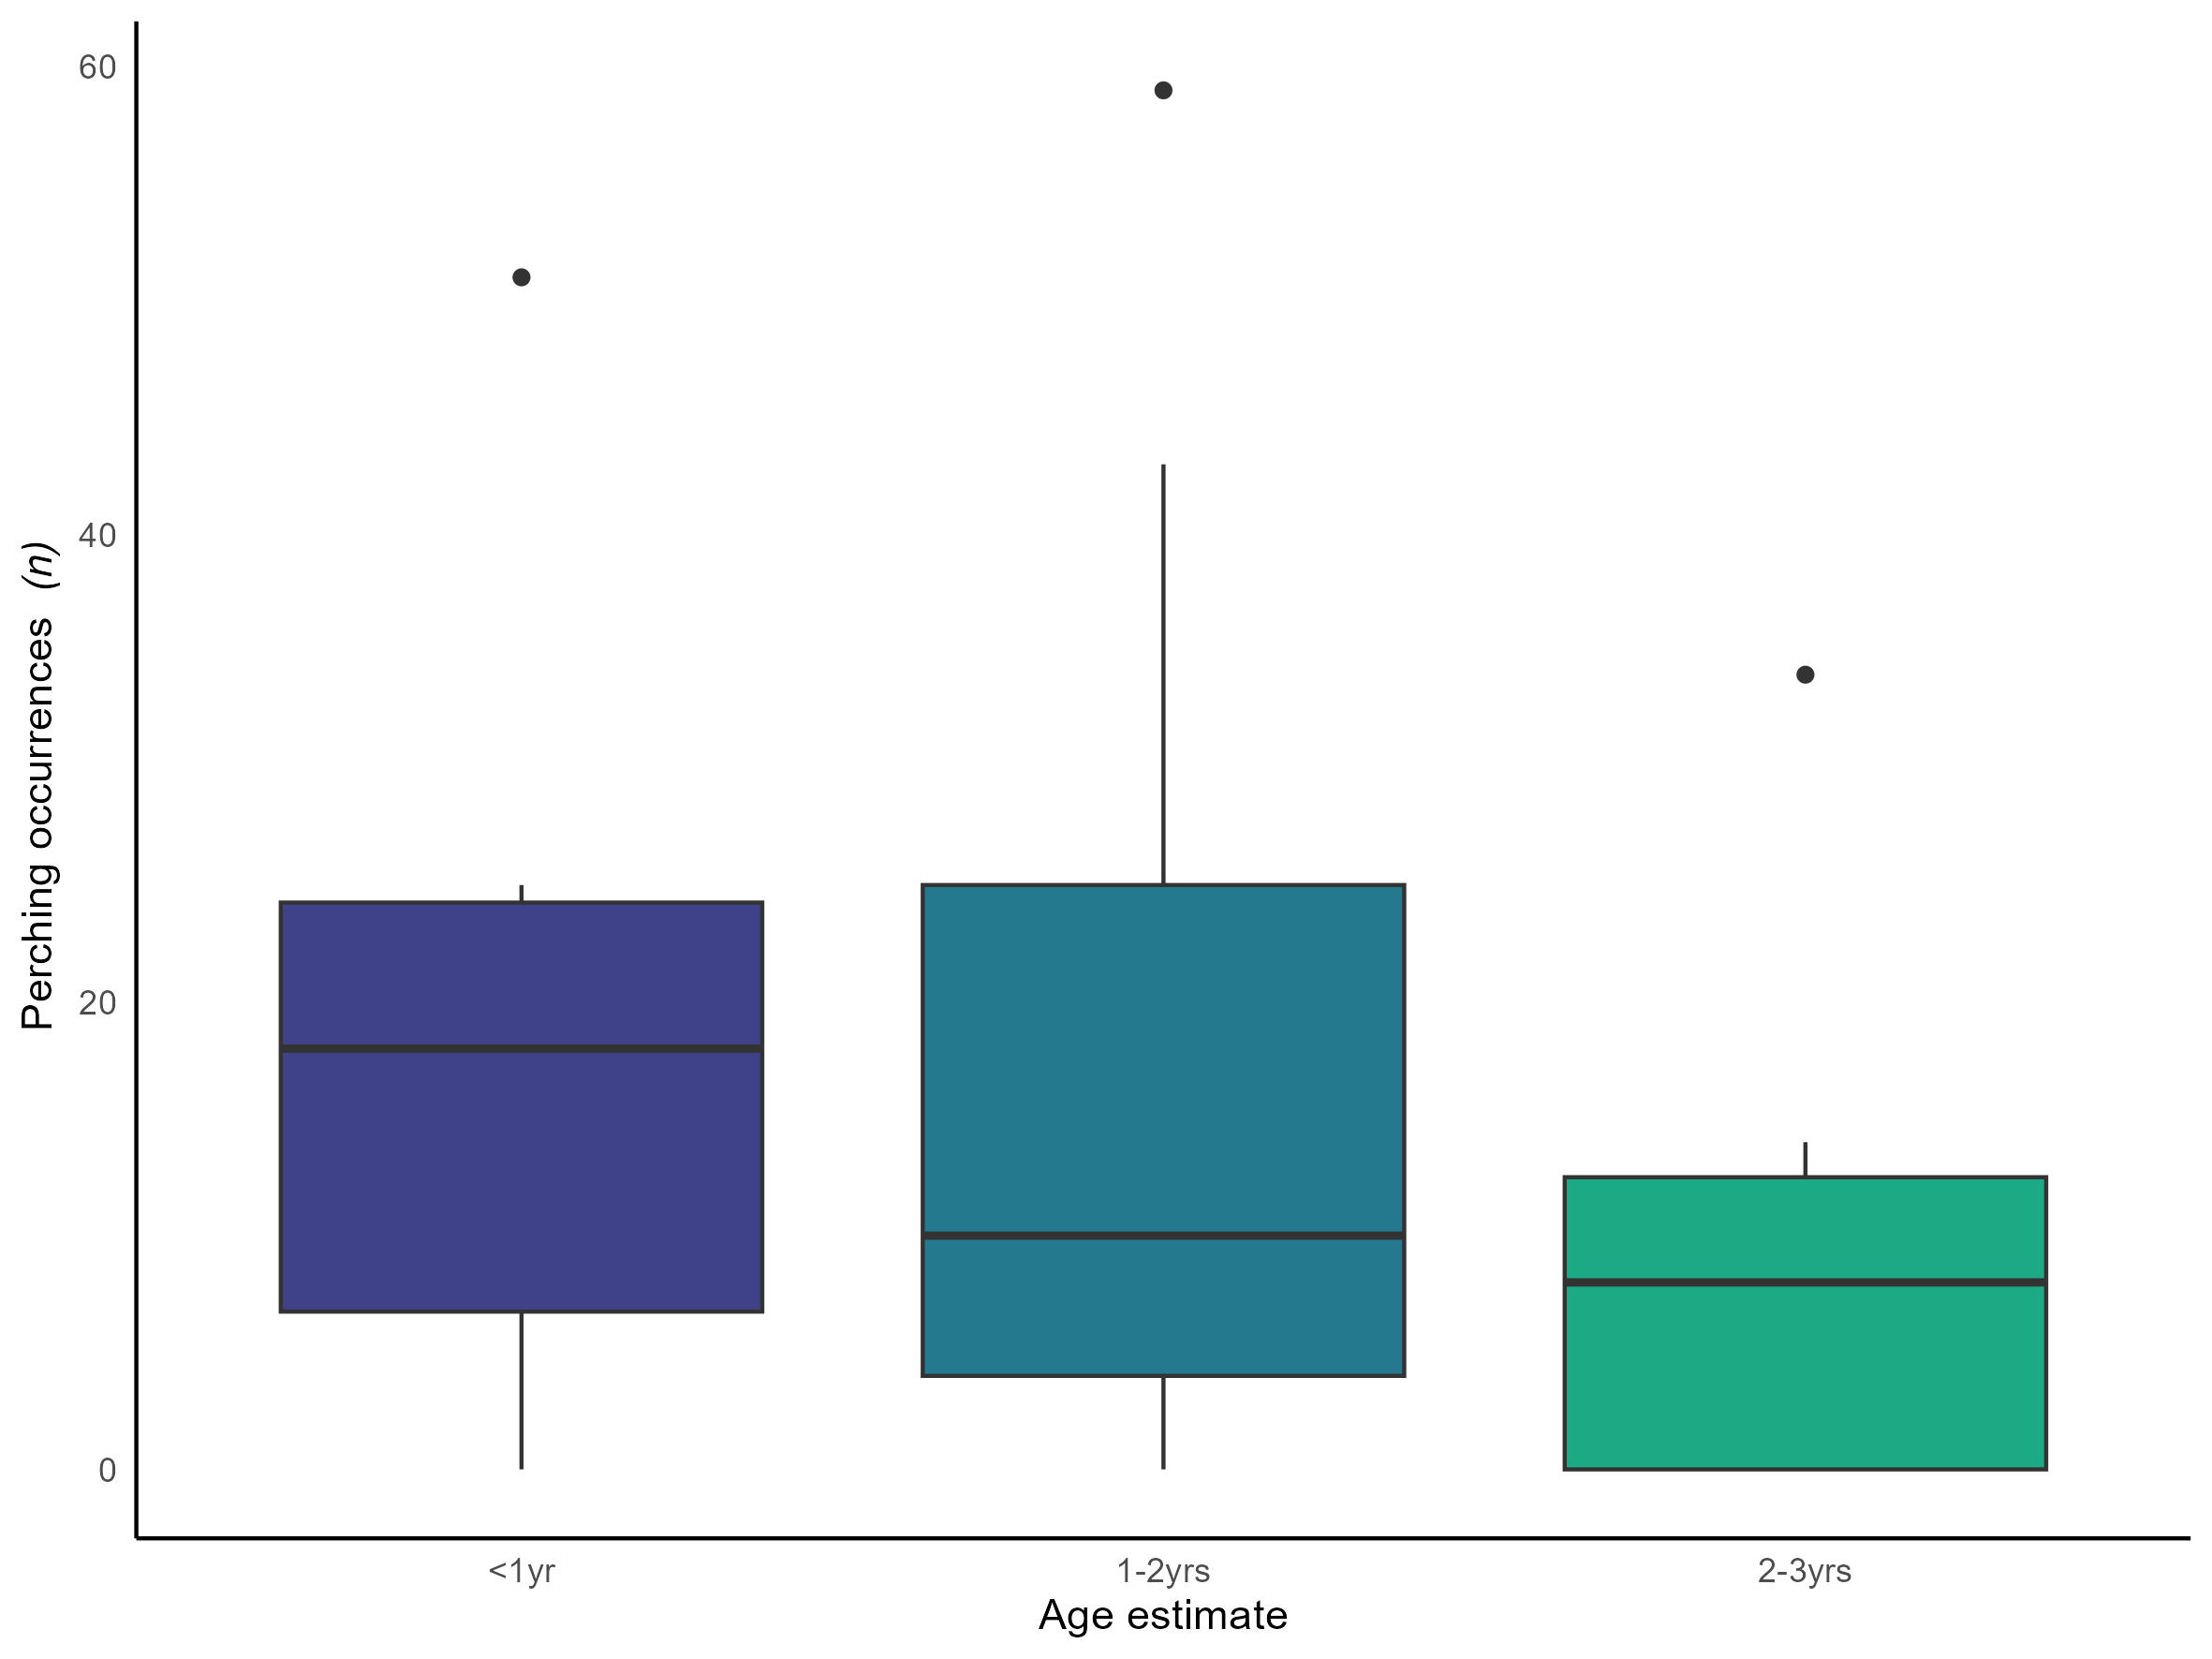 60
40
20
0
Perching occurrences (n)
<1yr
1-2yrs
2-3yrs
Age estimate